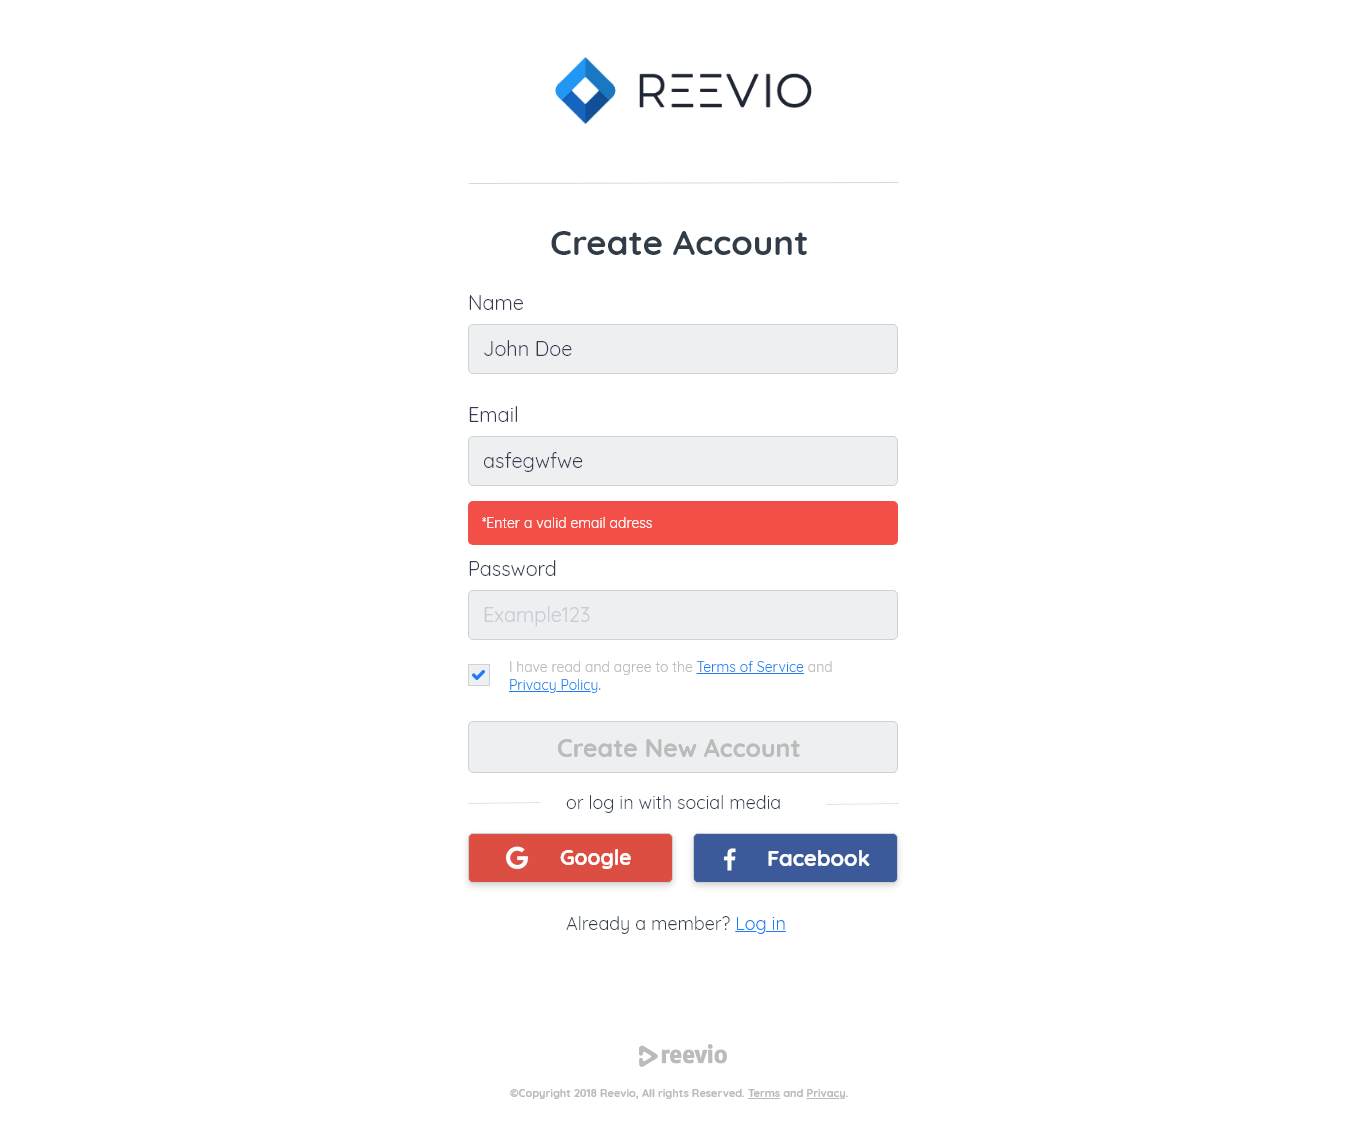 REEVIO
Create Account
Name
John Doe
Email
asfegwfwe
*Enter a valid email adress
Password
Example123
I have read and agree to the Terms of Service and
Privacy Policy.
Create New Account
or log in with social media
Google
Facebook
Already a member? Log in
reevio
©Copyright 2018 Reevio, All rights Reserved. Terms and Privacy.